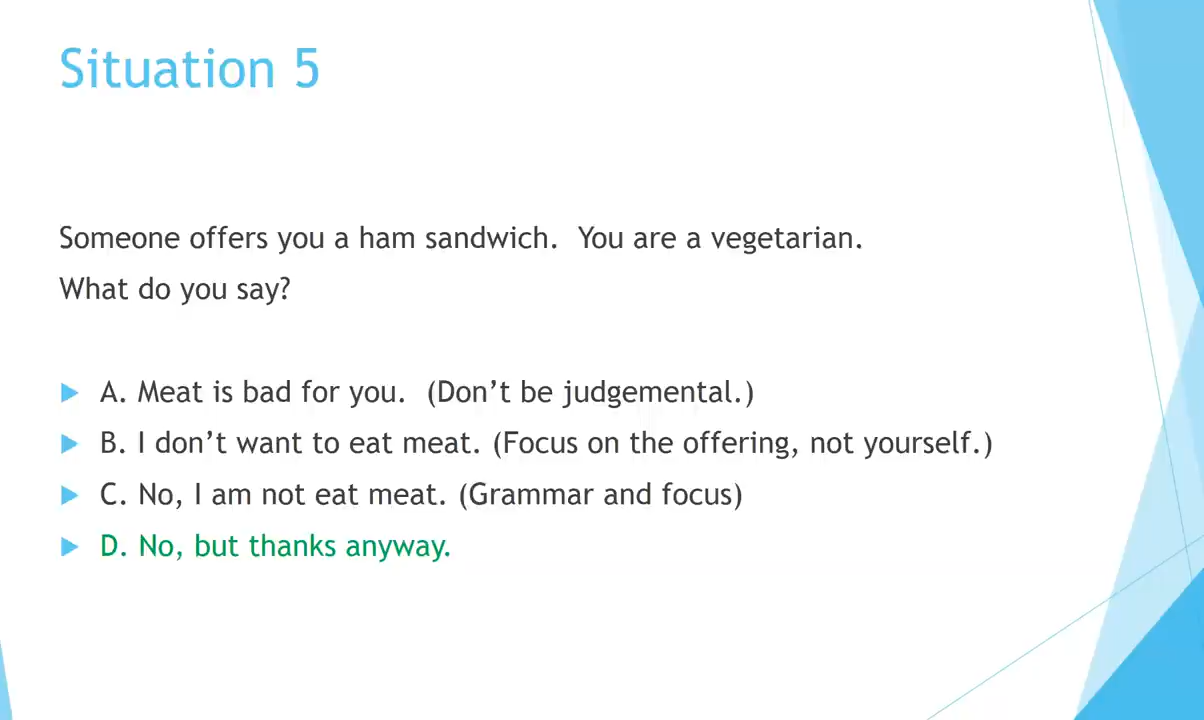 Situation 5
Someone offers you a ham sandwich.  You are a vegetarian.
What do you say?
A. Meat is bad for you.  (Don’t be judgemental.)
B. I don’t want to eat meat. (Focus on the offering, not yourself.)
C. No, I am not eat meat. (Grammar and focus)
D. No, but thanks anyway.